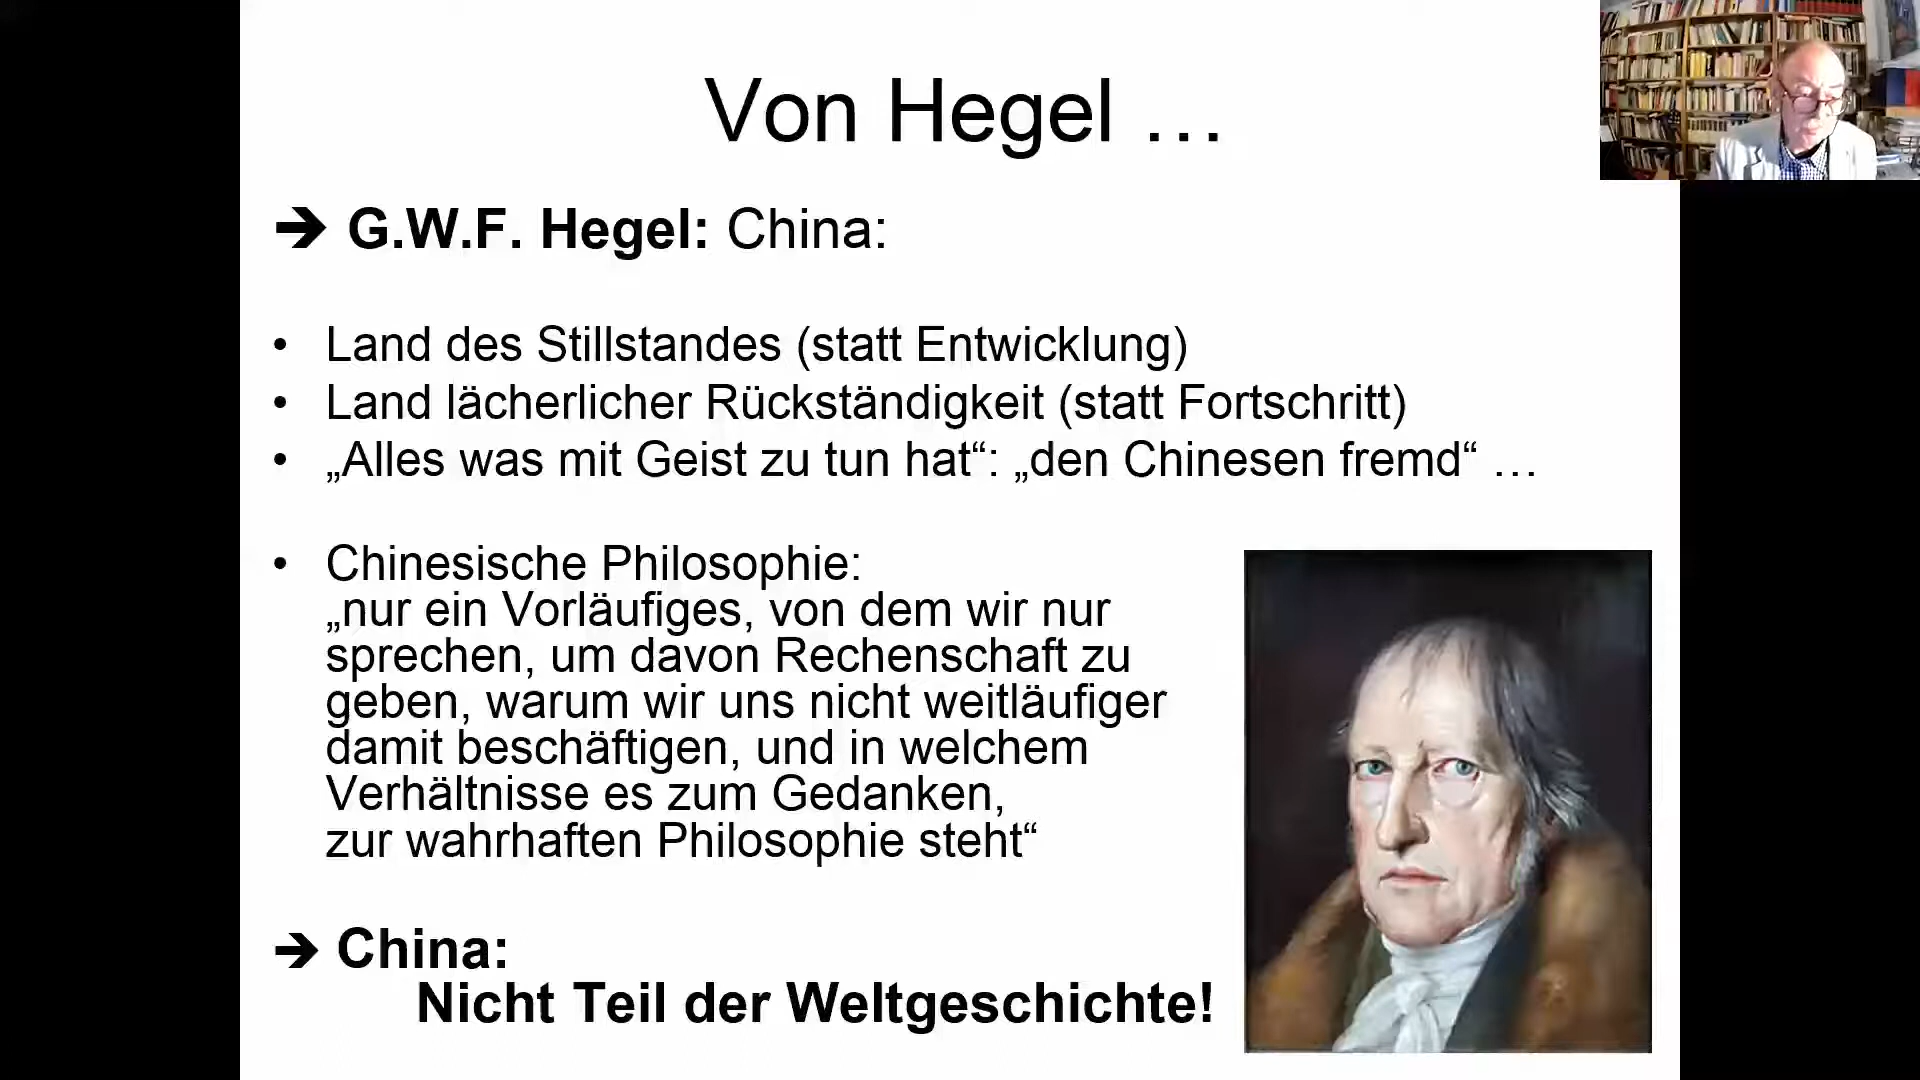 Von Hegel …
➔ G.W.F. Hegel: China:
• Land des Stillstandes (statt Entwicklung)
• Land lächerlicher Rückständigkeit (statt Fortschritt)
• „Alles was mit Geist zu tun hat“: „den Chinesen fremd“ …
• Chinesische Philosophie:
„nur ein Vorläufiges, von dem wir nur
sprechen, um davon Rechenschaft zu
geben, warum wir uns nicht weitläufiger
damit beschäftigen, und in welchem
Verhältnisse es zum Gedanken,
zur wahrhaften Philosophie steht“
➔ China:
Nicht Teil der Weltgeschichte!